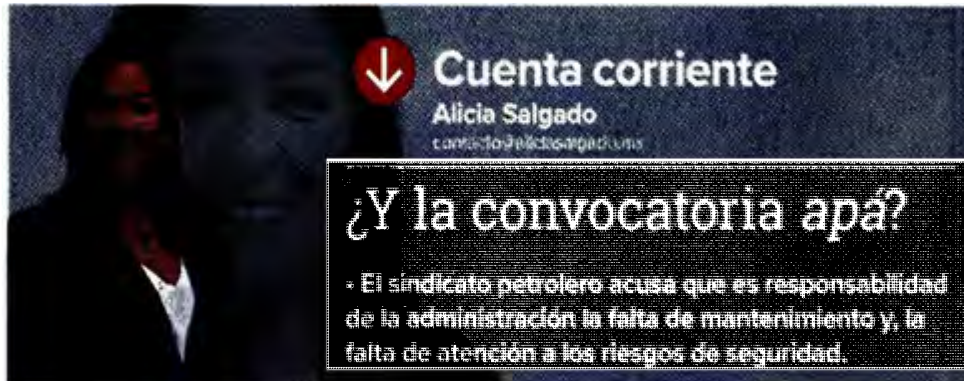 Cuenta corriente
Alicia Salgado
¿Y la convocatoria apá?
- El sindicato petrolero acusa que es responsabilidad
de la administración la falta de mantenimiento y, la
falta de atención a los riesgos de seguridad.